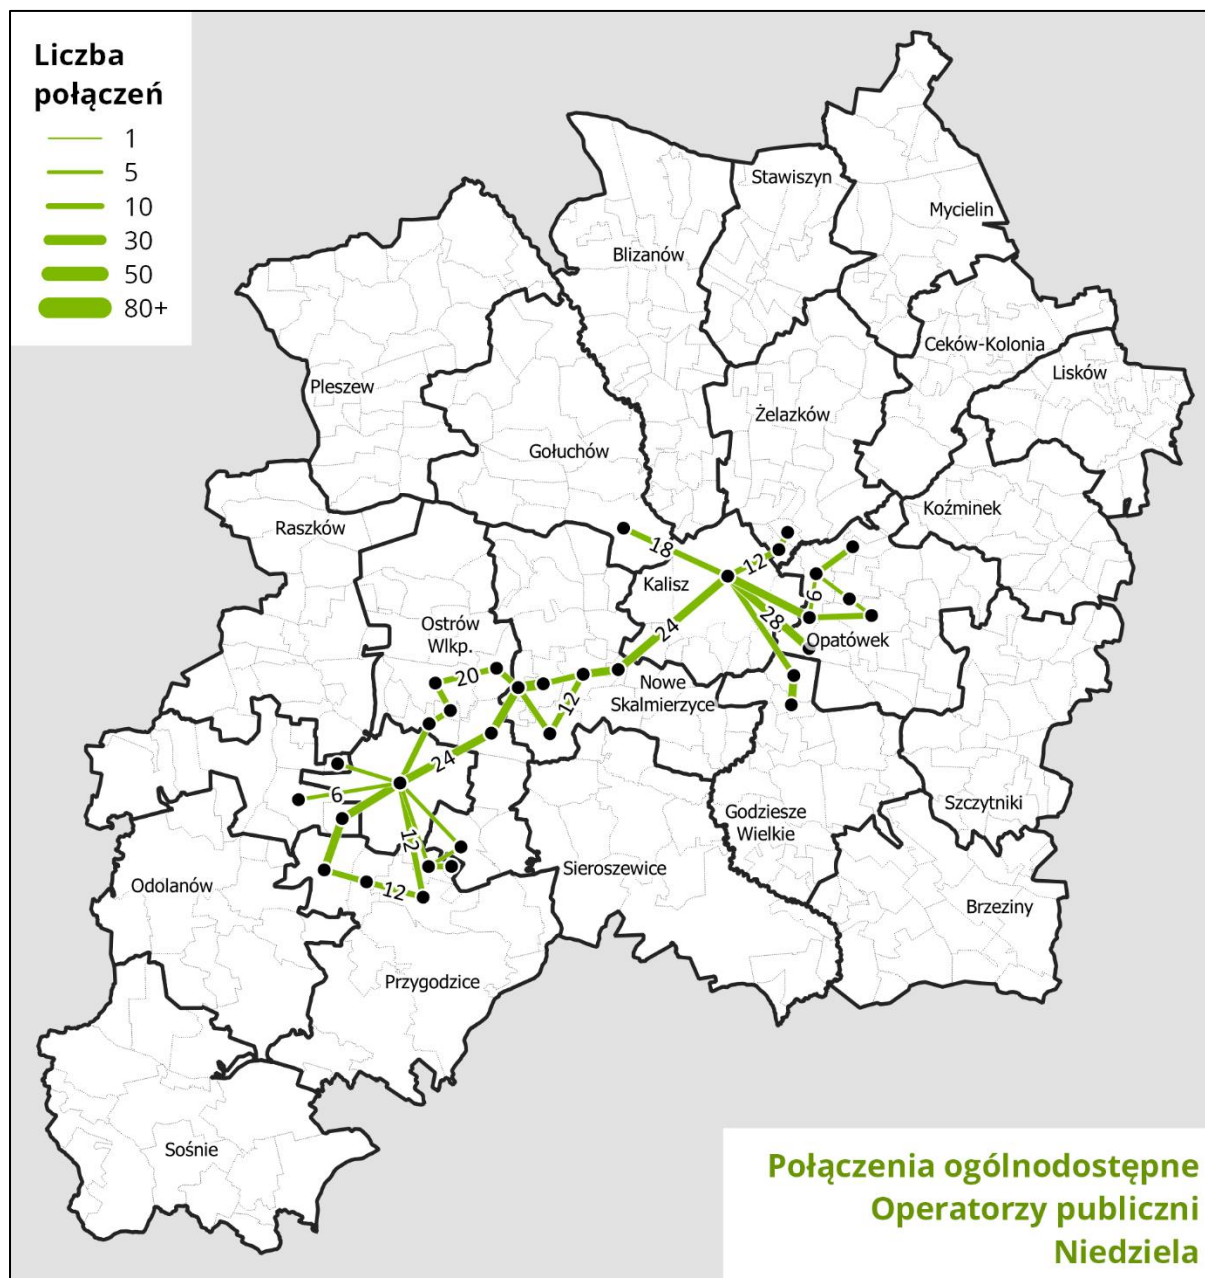 Liczba
połączeń
1
5
10
30
50
80+
Stawiszyn
Mycielin
Blizanów
Ceków-Kolonia
Lisków
Pleszew
Żelazków
Gołuchów
Koźminek
Raszków
18
12
Kalisz
9
28
Ostrów
Wlkp.
24
Opatówek
20
Nowe
Skalmierzyce
12
24
6
Godziesze
Wielkie
Szczytniki
12
Sieroszewice
Odolanów
12
Brzeziny
Przygodzice
Sośnie
Połączenia ogólnodostępne
Operatorzy publiczni
Niedziela